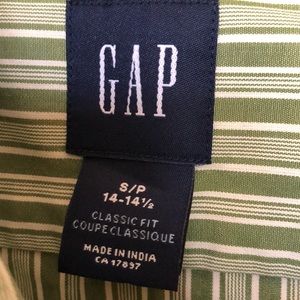 GAP
S/P
14-14½
CLASSIC FIT
COUPE CLASSIQUE
MADE IN INDIA
CA 17897